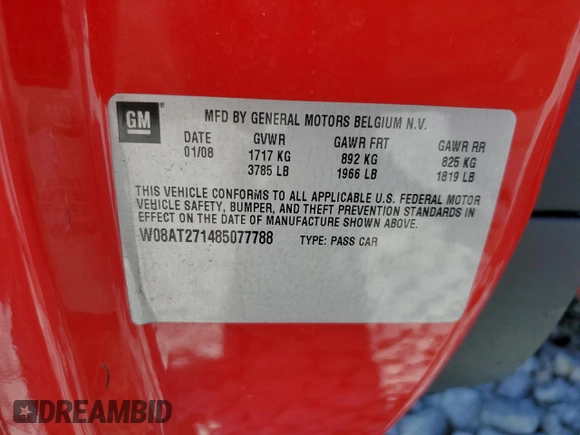 GM
MFD BY GENERAL MOTORS BELGIUM N.V.
DATE GVWR GAWR FRT GAWR RR
01/08 1717 KG 892 KG 825 KG
3785 LB 1966 LB 1819 LB
THIS VEHICLE CONFORMS TO ALL APPLICABLE U.S. FEDERAL MOTOR
VEHICLE SAFETY, BUMPER, AND THEFT PREVENTION STANDARDS IN
EFFECT ON THE DATE OF MANUFACTURE SHOWN ABOVE.
W08AT271485077788 TYPE: PASS CAR
DREAMBID